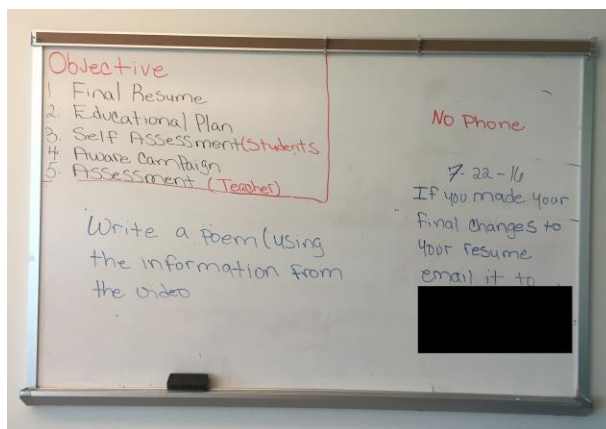 Objective
1 Final Resume
2. Educational Plan
3. Self Assessment (Students
4. Aware Campaign
5. Assessment (Teacher)
Write a poem (using
the information from
the video
No Phone
7-22-16
If you made your
final changes to
your resume
email it to